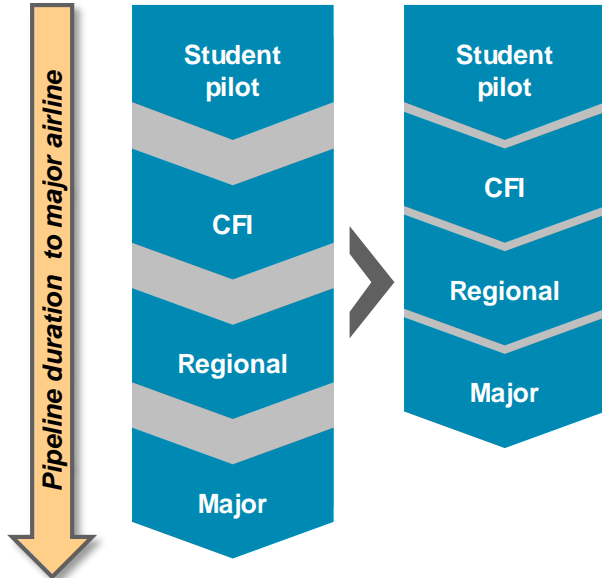 Pipeline duration to major airline
Student
pilot
CFI
Regional
Major
Student
pilot
CFI
Regional
Major